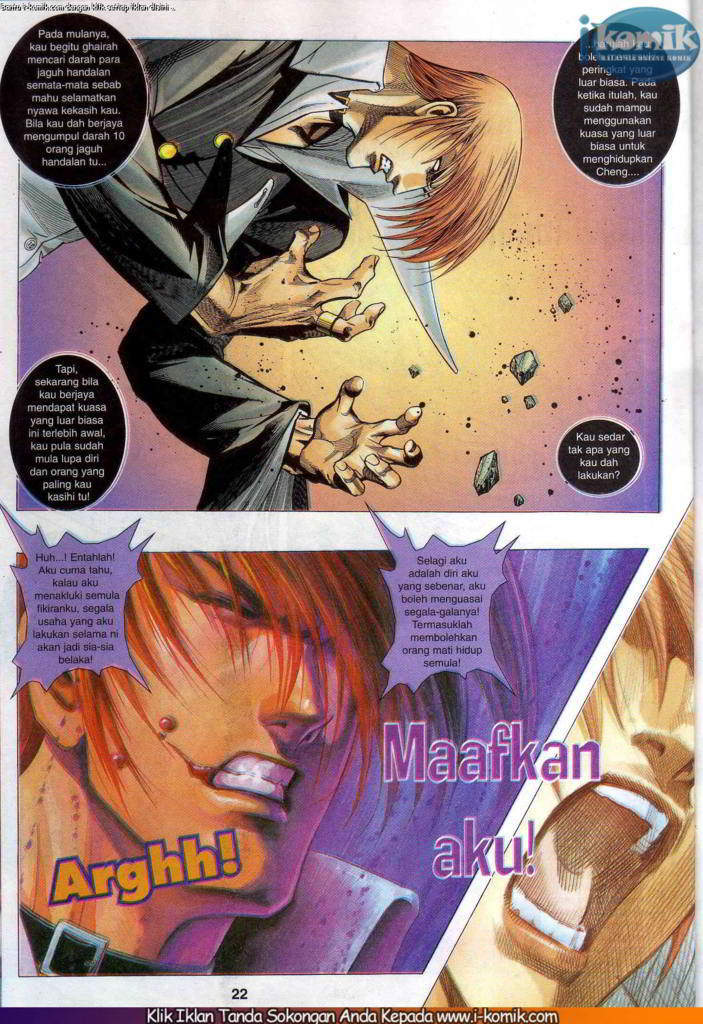 Pada mulanya,
kau begitu ghairah
mencari darah para
jaguh handalan
semata-mata sebab
mahu selamatkan
nyawa kekasih kau.
Bila kau dah berjaya
mengumpul darah 10
orang jaguh
handalan tu...
ikomik
MALAYSIA ONLINE KOMIK
luar biasa. Pada
ketika itulah, kau
sudah mampu
menggunakan
kuasa yang luar
biasa untuk
menghidupkan
Cheng....
Tapi,
sekarang bila
kau berjaya
mendapat kuasa
yang luar biasa
ini terlebih awal,
kau pula sudah
mula lupa diri
dan orang yang
paling kau
kasihi tu!
Kau sedar
tak apa yang
kau dah
lakukan?
Huh...! Entahlah!
Aku cuma tahu,
kalau aku
menakluki semula
fikiranku, segala
usaha yang aku
lakukan selama ni
akan jadi sia-sia
belaka!
Selagi aku
adalah diri aku
yang sebenar, aku
boleh menguasai
segala-galanya!
Termasuklah
membolehkan
orang mati hidup
semula!
Maafkan
aku!
Arghh!
22
Klik Iklan Tanda Sokongan Anda Kepada www.i-komik.com